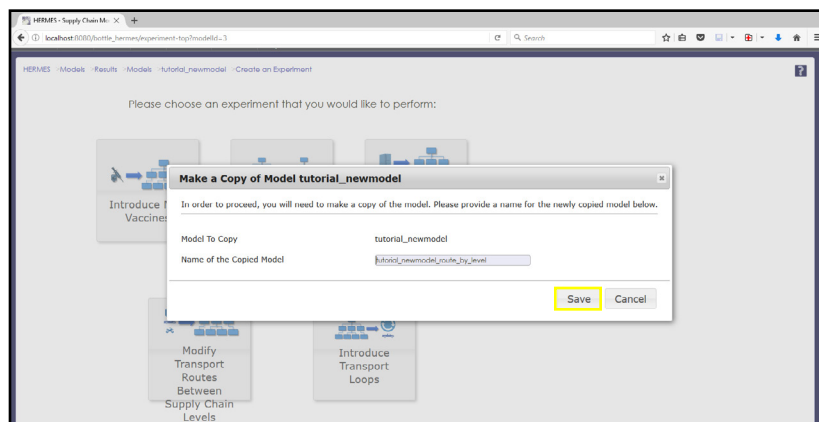 HERMES - Supply Chain Mo
localhost:8080/bottle_hermes/experiment-top?modelId=3
Search
HERMES >Models >Results >Models >tutorial_newmodel >Create an Experiment
?
Please choose an experiment that you would like to perform:
Make a Copy of Model tutorial_newmodel
In order to proceed, you will need to make a copy of the model. Please provide a name for the newly copied model below.
Model To Copy
tutorial_newmodel
Name of the Copied Model
tutorial_newmodel_route_by_level
Save
Cancel
Introduce
Vaccines
Modify
Transport
Routes
Between
Supply Chain
Levels
Introduce
Transport
Loops